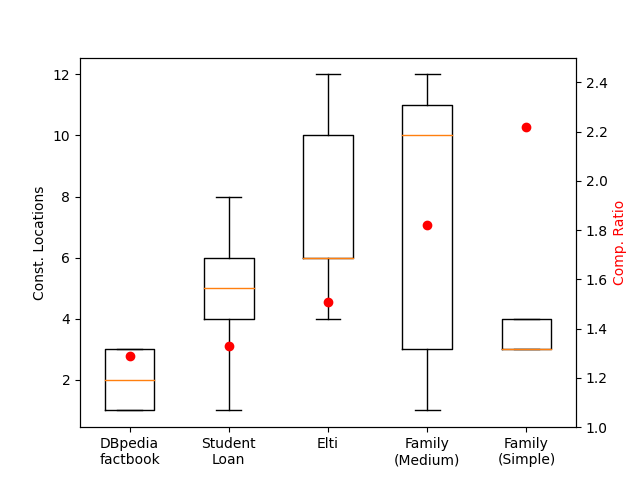 12
10
8
6
4
2
Const. Locations
2.4
2.2
2.0
1.8
1.6
1.4
1.2
1.0
Comp. Ratio
DBpedia
factbook
Student
Loan
Elti
Family
(Medium)
Family
(Simple)